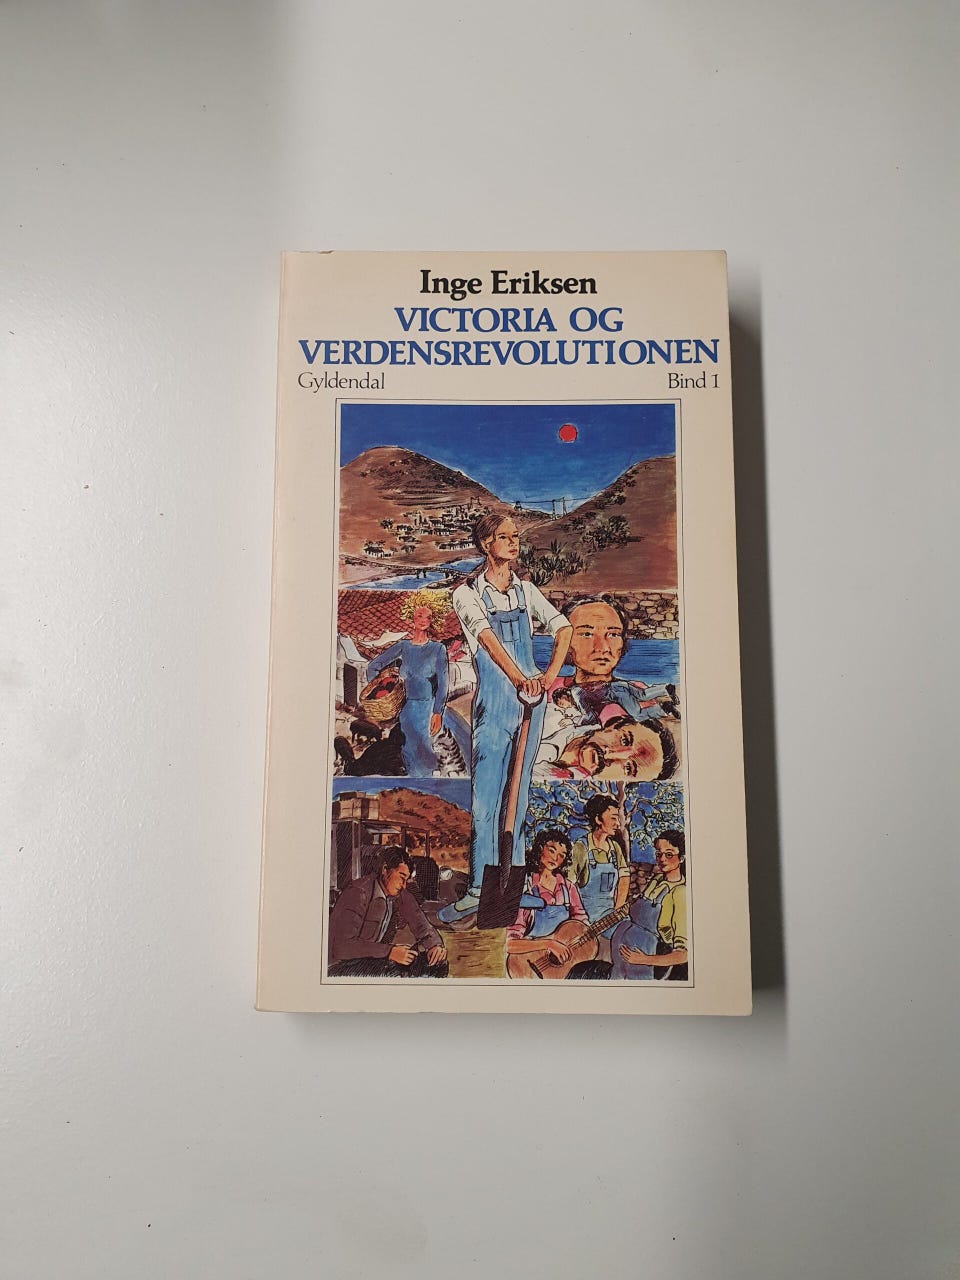 Inge Eriksen
VICTORIA OG
VERDENSREVOLUTIONEN
Gyldendal Bind 1